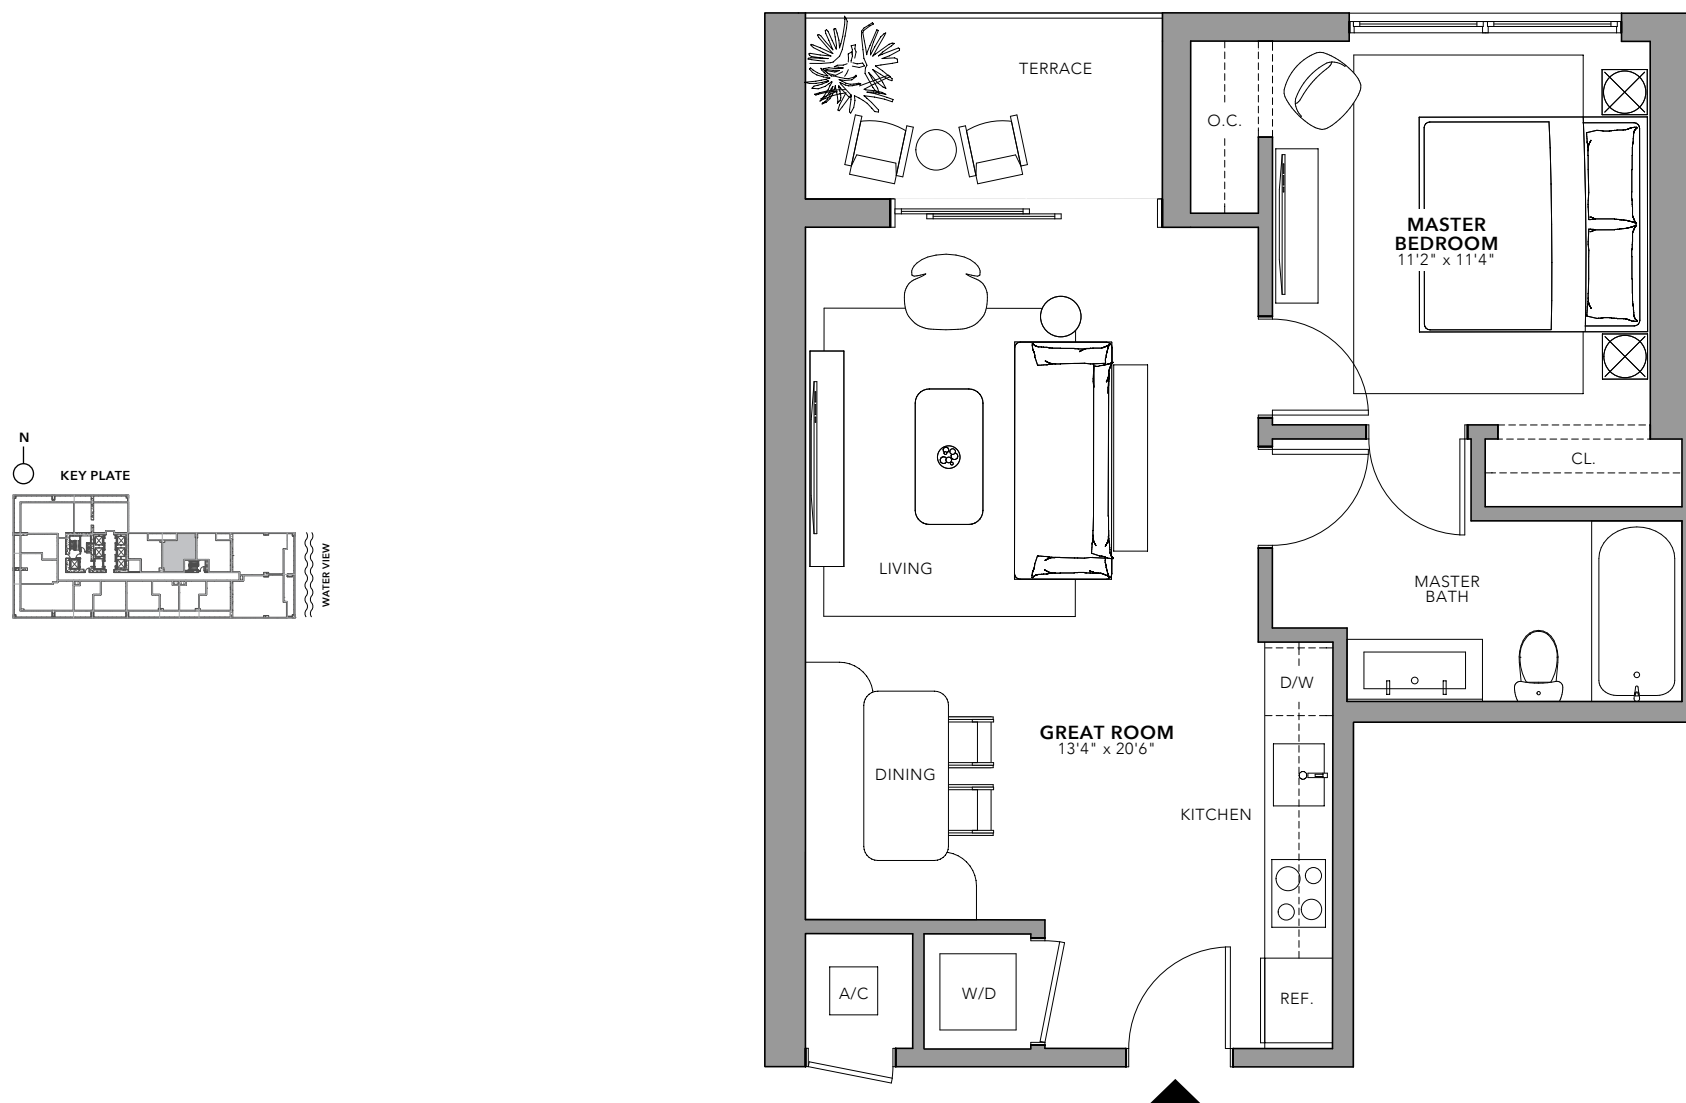 N
KEY PLATE
WATER VIEW
TERRACE
O.C.
MASTER
BEDROOM
11'2" x 11'4"
CL.
LIVING
MASTER
BATH
D/W
GREAT ROOM
13'4" x 20'6"
DINING
KITCHEN
A/C
W/D
REF.